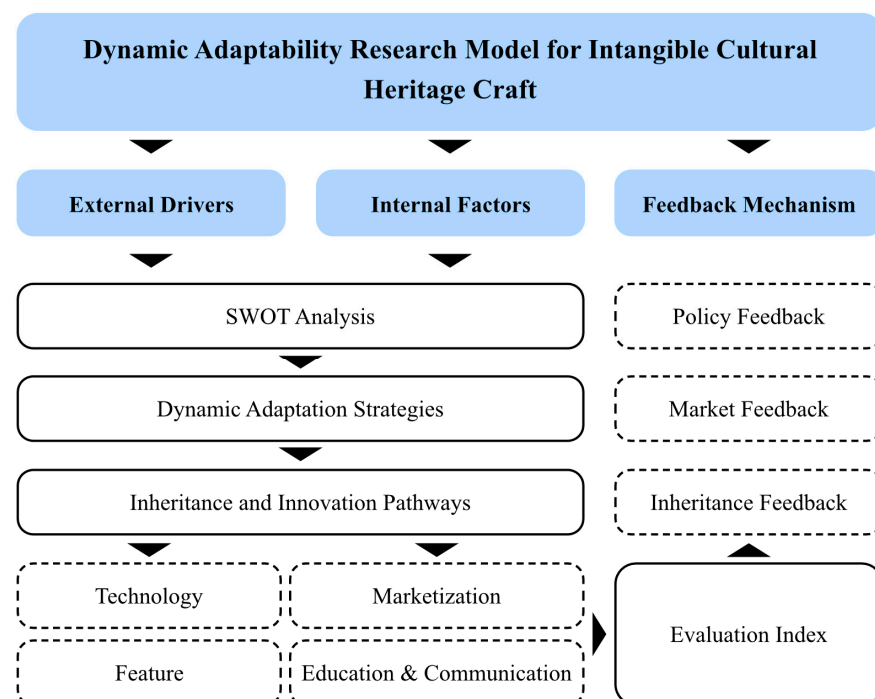 Dynamic Adaptability Research Model for Intangible Cultural
Heritage Craft
External Drivers
Internal Factors
Feedback Mechanism
SWOT Analysis
Policy Feedback
Dynamic Adaptation Strategies
Market Feedback
Inheritance and Innovation Pathways
Inheritance Feedback
Technology
Marketization
Evaluation Index
Feature
Education & Communication